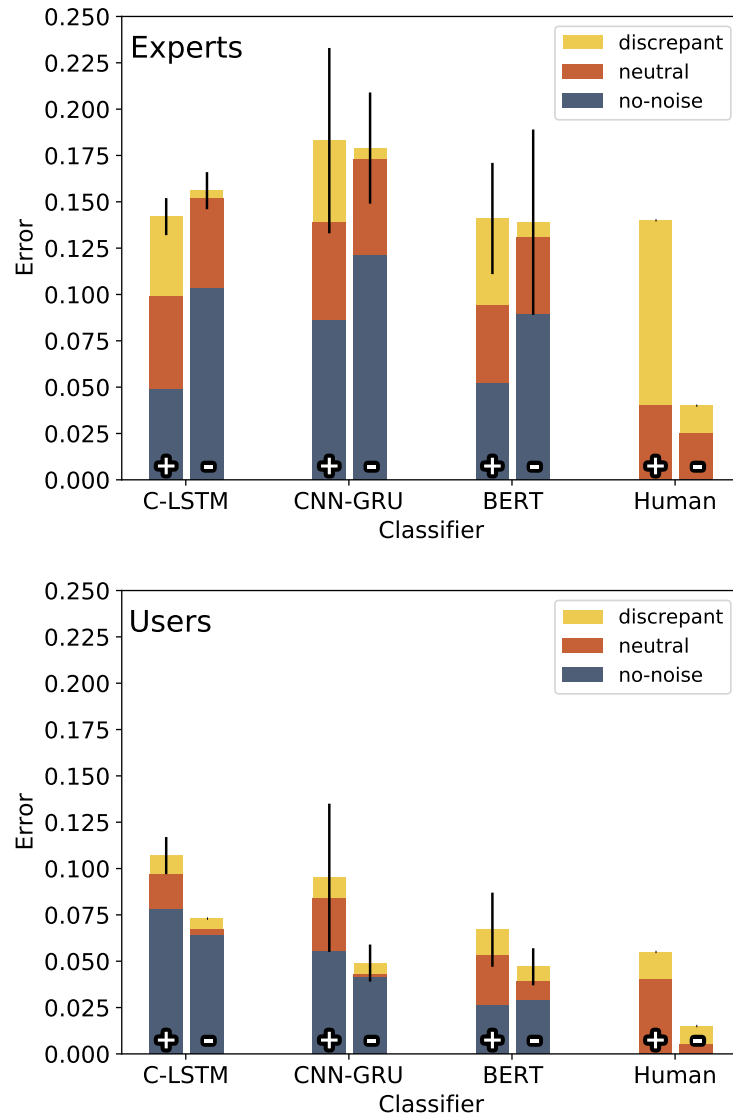 Experts
discrepant
neutral
no-noise
0.250
0.225
0.200
0.175
0.150
0.125
0.100
0.075
0.050
0.025
0.000
Error
+ - + - + - + -
C-LSTM CNN-GRU BERT Human
Classifier
Users
discrepant
neutral
no-noise
0.250
0.225
0.200
0.175
0.150
0.125
0.100
0.075
0.050
0.025
0.000
Error
+ - + - + - + -
C-LSTM CNN-GRU BERT Human
Classifier